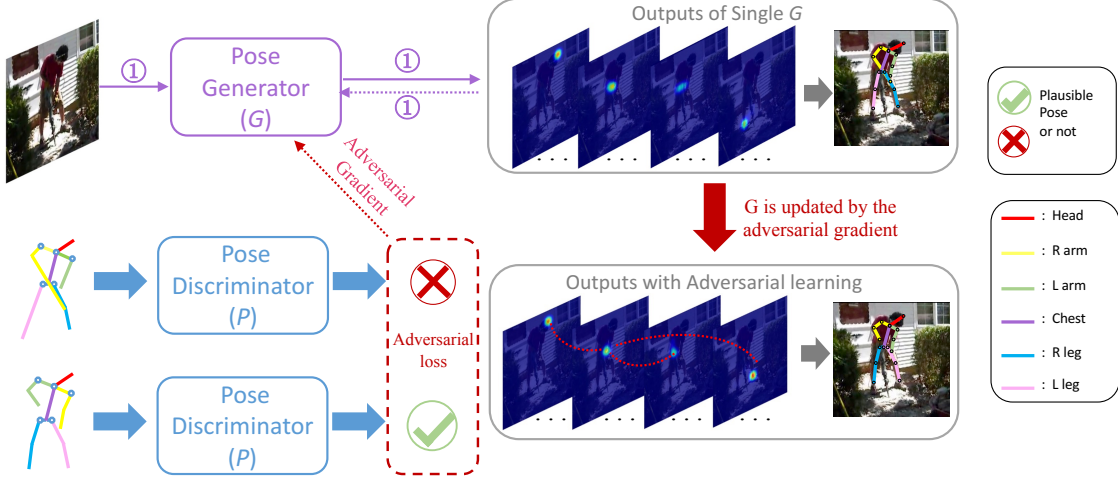 ①
Pose
Generator
(G)
①
①
Adversarial
Gradient
Outputs of Single G
. . .
. . .
. . .
. . .
Plausible
Pose
or not
G is updated by the
adversarial gradient
Pose
Discriminator
(P)
Adversarial
loss
Pose
Discriminator
(P)
Outputs with Adversarial learning
. . .
. . .
. . .
. . .
: Head
: R arm
: L arm
: Chest
: R leg
: L leg